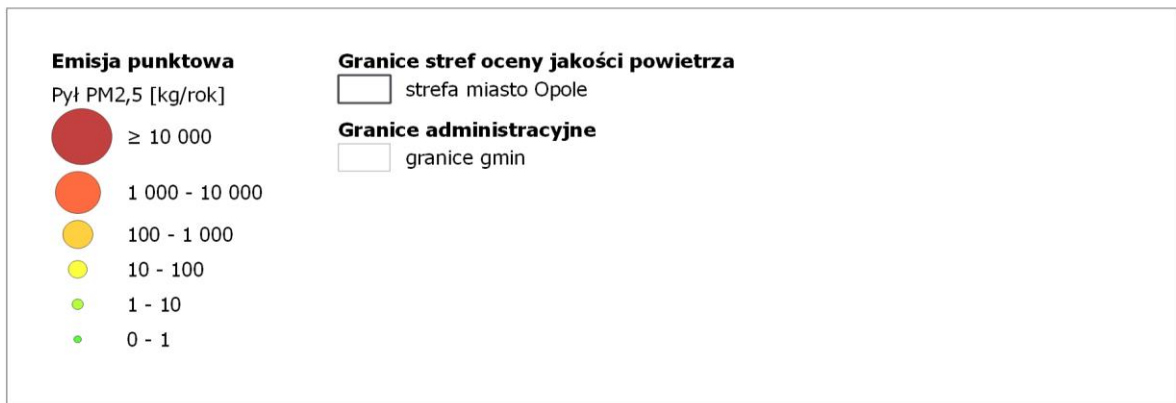 Emisja punktowa
Pył PM2,5 [kg/rok]
≥ 10 000
1 000 - 10 000
100 - 1 000
10 - 100
1 - 10
0 - 1
Granice stref oceny jakości powietrza
strefa miasto Opole
Granice administracyjne
granice gmin